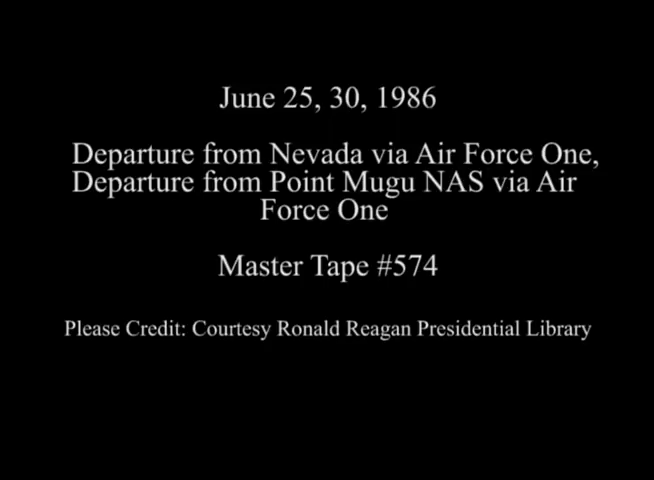 June 25, 30, 1986
Departure from Nevada via Air Force One,
Departure from Point Mugu NAS via Air
Force One
Master Tape #574
Please Credit: Courtesy Ronald Reagan Presidential Library